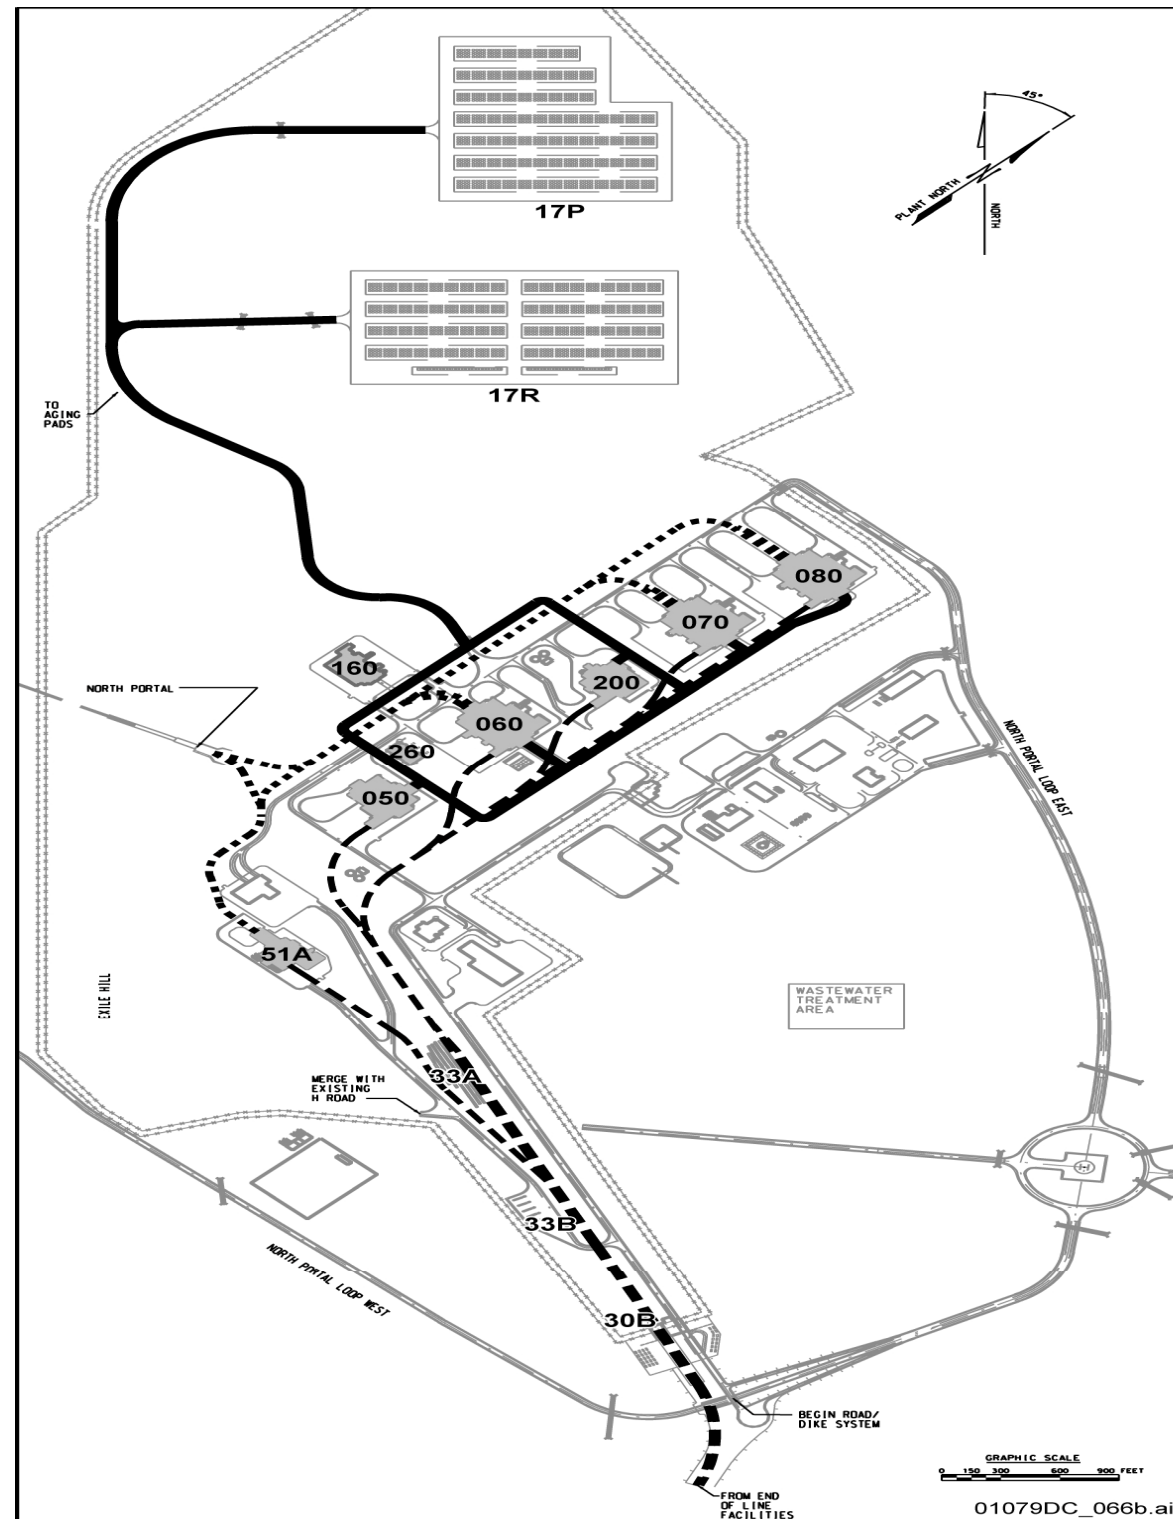 17P
45°
PLANT NORTH
NORTH
17R
TO
AGING
PADS
080
070
160
200
NORTH PORTAL
060
260
050
NORTH PORTAL LOOP EAST
51A
EXILE HILL
WASTEWATER
TREATMENT
AREA
33A
MERGE WITH
EXISTING
H ROAD
H
33B
NORTH PORTAL LOOP WEST
30B
BEGIN ROAD/
DIKE SYSTEM
GRAPHIC SCALE
0 150 300 600 900 FEET
FROM END
OF LINE
FACILITIES
01079DC_066b.ai